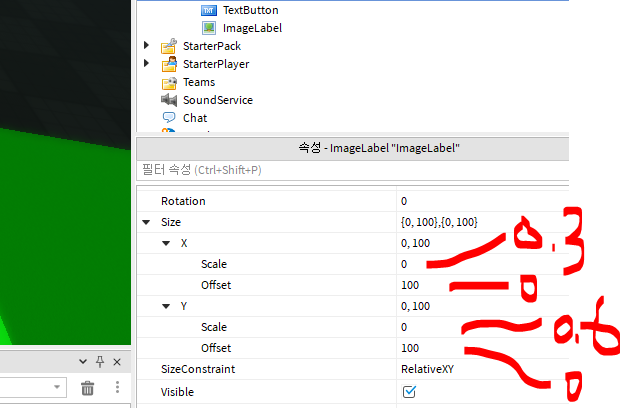 TXT TextButton
ImageLabel
StarterPack
StarterPlayer
Teams
SoundService
Chat
속성 - ImageLabel "ImageLabel"
필터 속성 (Ctrl+Shift+P)
Rotation 0
Size {0, 100},{0, 100}
X 0, 100
Scale 0 0.3
Offset 100 0
Y 0, 100
Scale 0 0.6
Offset 100 0
SizeConstraint RelativeXY
Visible